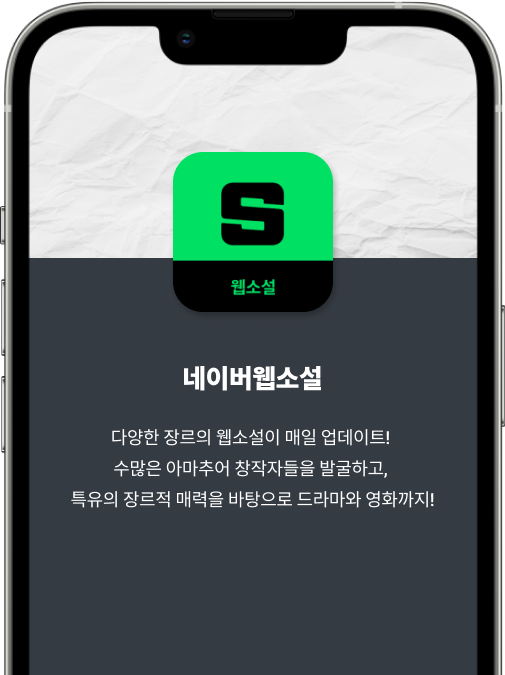 S
웹소설
네이버웹소설
다양한 장르의 웹소설이 매일 업데이트!
수많은 아마추어 창작자들을 발굴하고,
특유의 장르적 매력을 바탕으로 드라마와 영화까지!